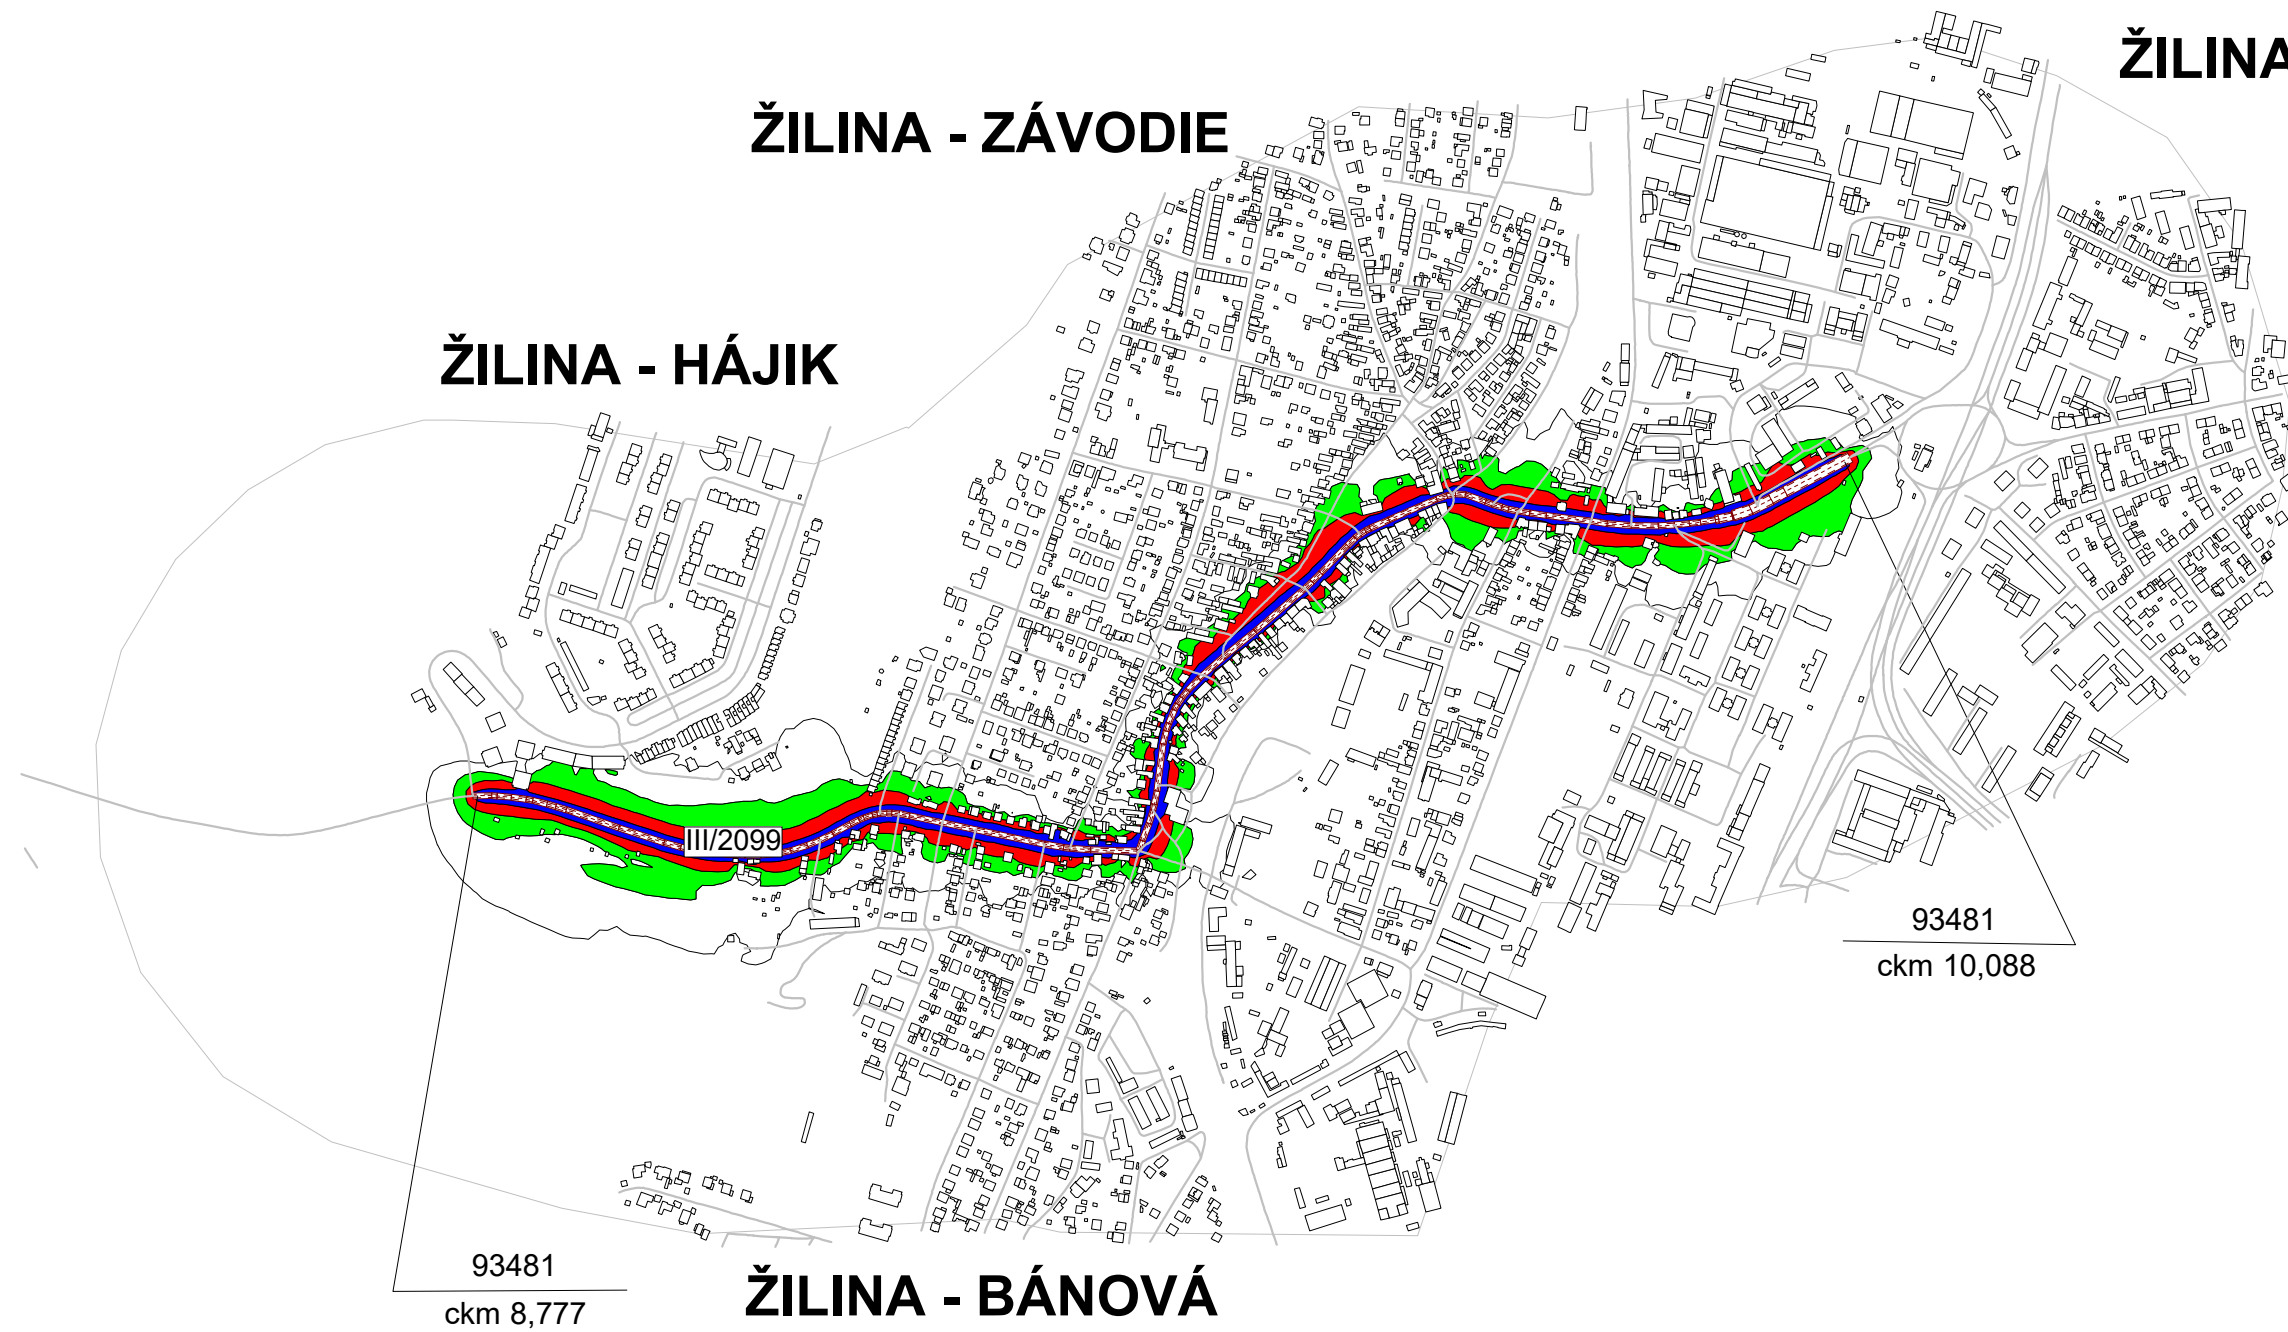 ŽILINA
ŽILINA - ZÁVODIE
ŽILINA - HÁJIK
III/2099
93481
ckm 10,088
93481
ckm 8,777
ŽILINA - BÁNOVÁ